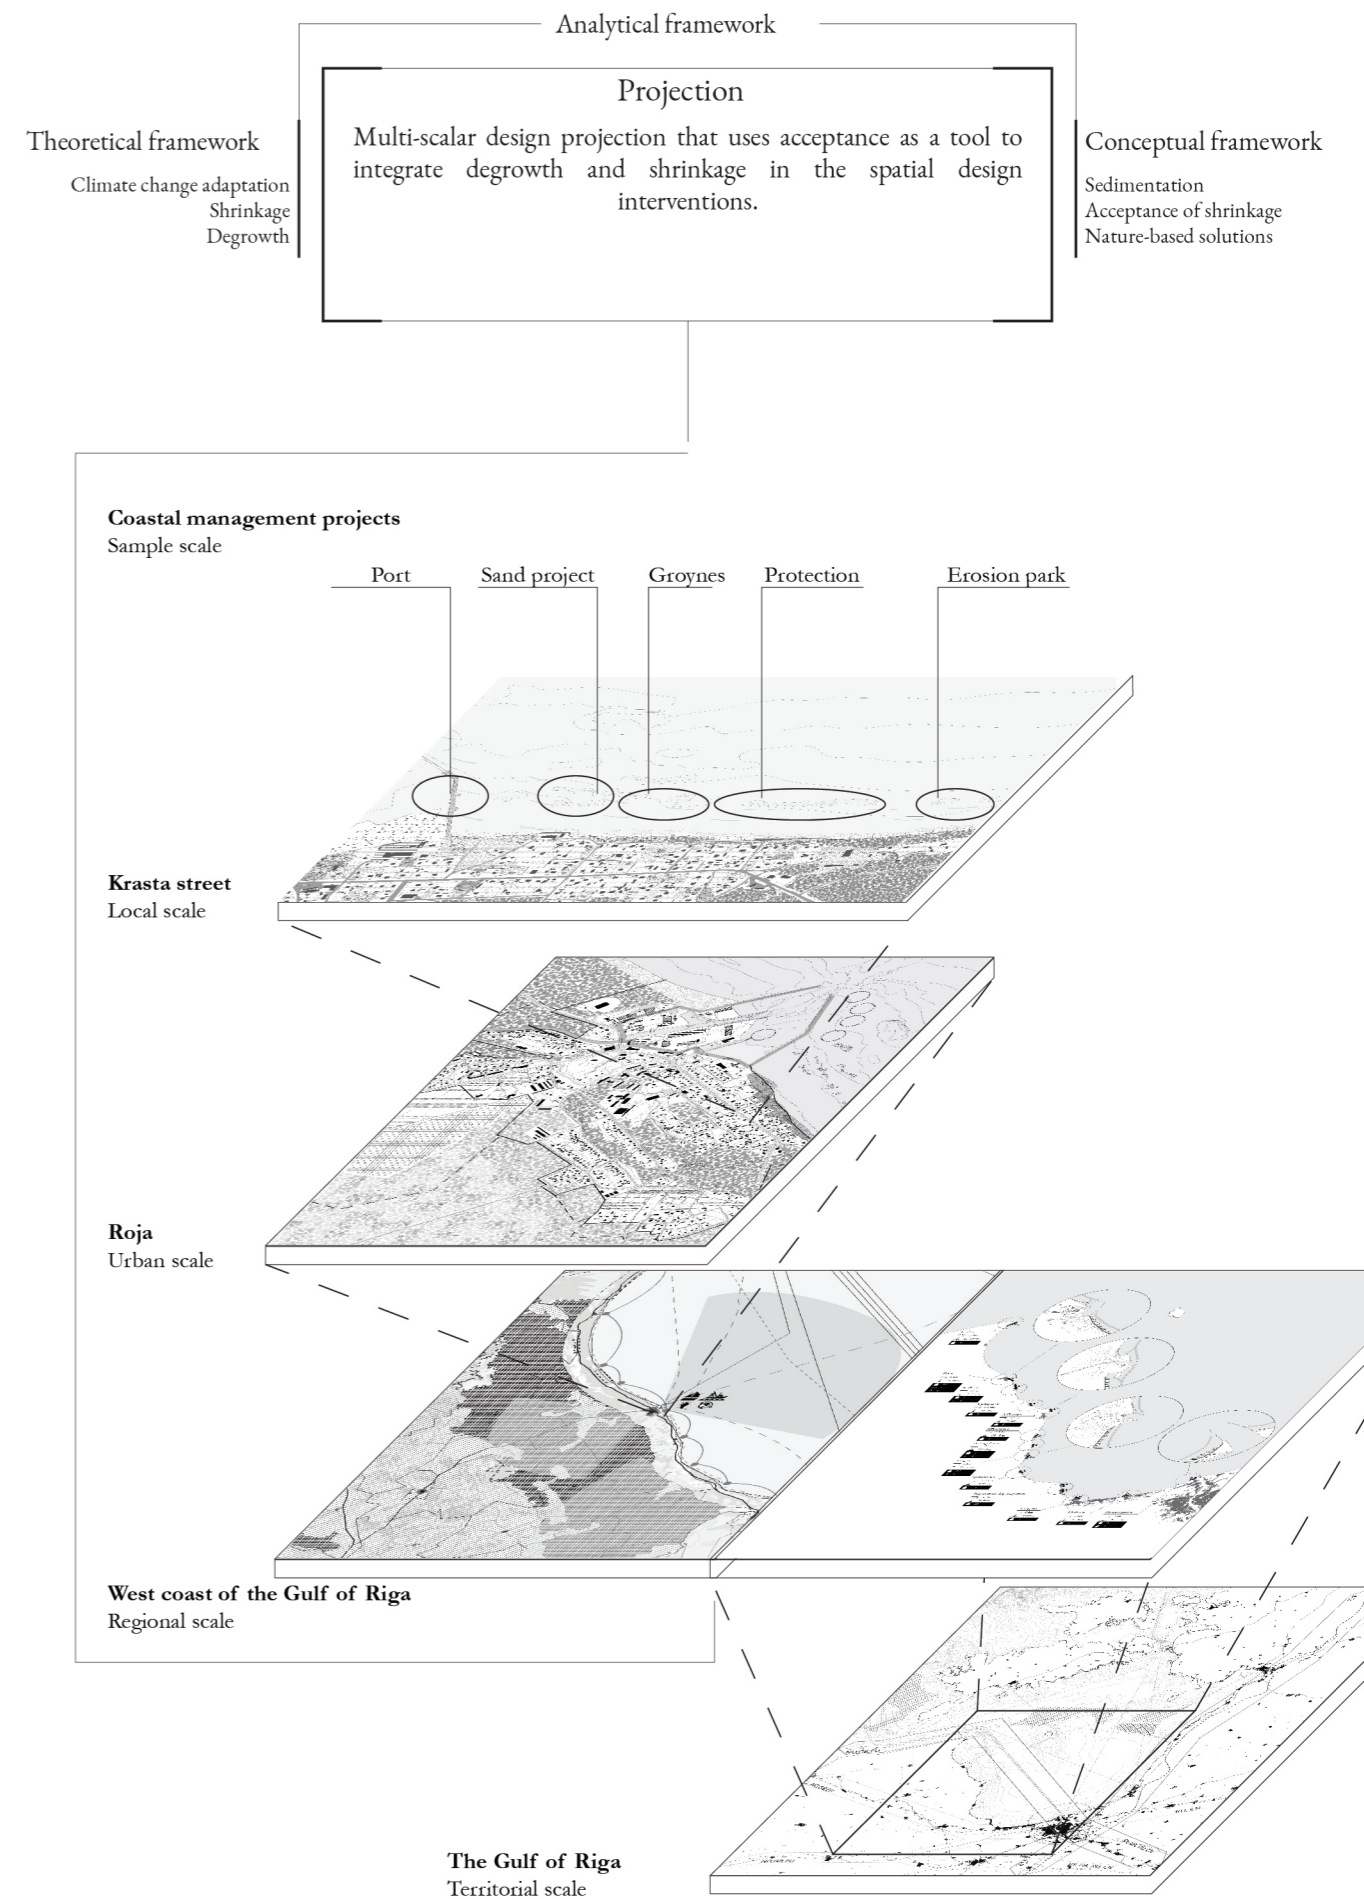 Analytical framework
Projection
Multi-scalar design projection that uses acceptance as a tool to
integrate degrowth and shrinkage in the spatial design
interventions.
Theoretical framework
Climate change adaptation
Shrinkage
Degrowth
Conceptual framework
Sedimentation
Acceptance of shrinkage
Nature-based solutions
Coastal management projects
Sample scale
Port
Sand project
Groynes
Protection
Erosion park
Krasta street
Local scale
Roja
Urban scale
West coast of the Gulf of Riga
Regional scale
The Gulf of Riga
Territorial scale